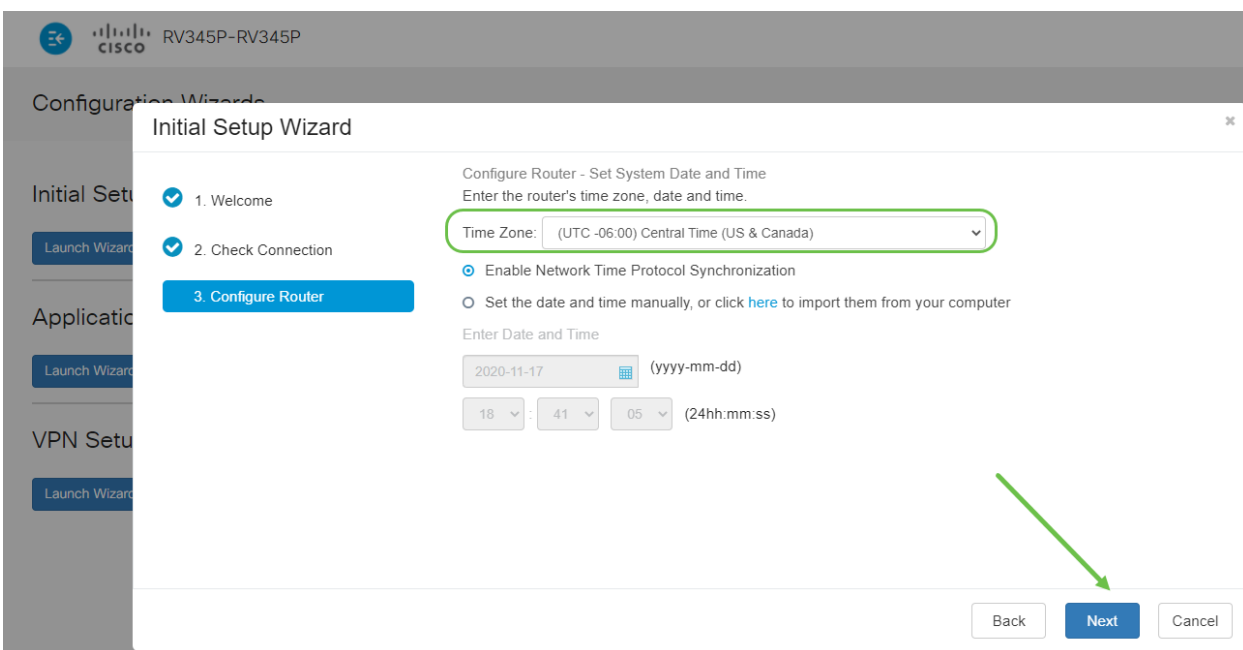 CISCO RV345P-RV345P
Configuration Wizards
Initial Setup Wizard
×
Initial Setu
Launch Wizard
Applicatio
Launch Wizard
VPN Setu
Launch Wizard
1. Welcome
2. Check Connection
3. Configure Router
Configure Router - Set System Date and Time
Enter the router's time zone, date and time.
Time Zone: (UTC -06:00) Central Time (US & Canada)
Enable Network Time Protocol Synchronization
Set the date and time manually, or click here to import them from your computer
Enter Date and Time
2020-11-17 (yyyy-mm-dd)
18 : 41 05 (24hh:mm:ss)
Back Next Cancel